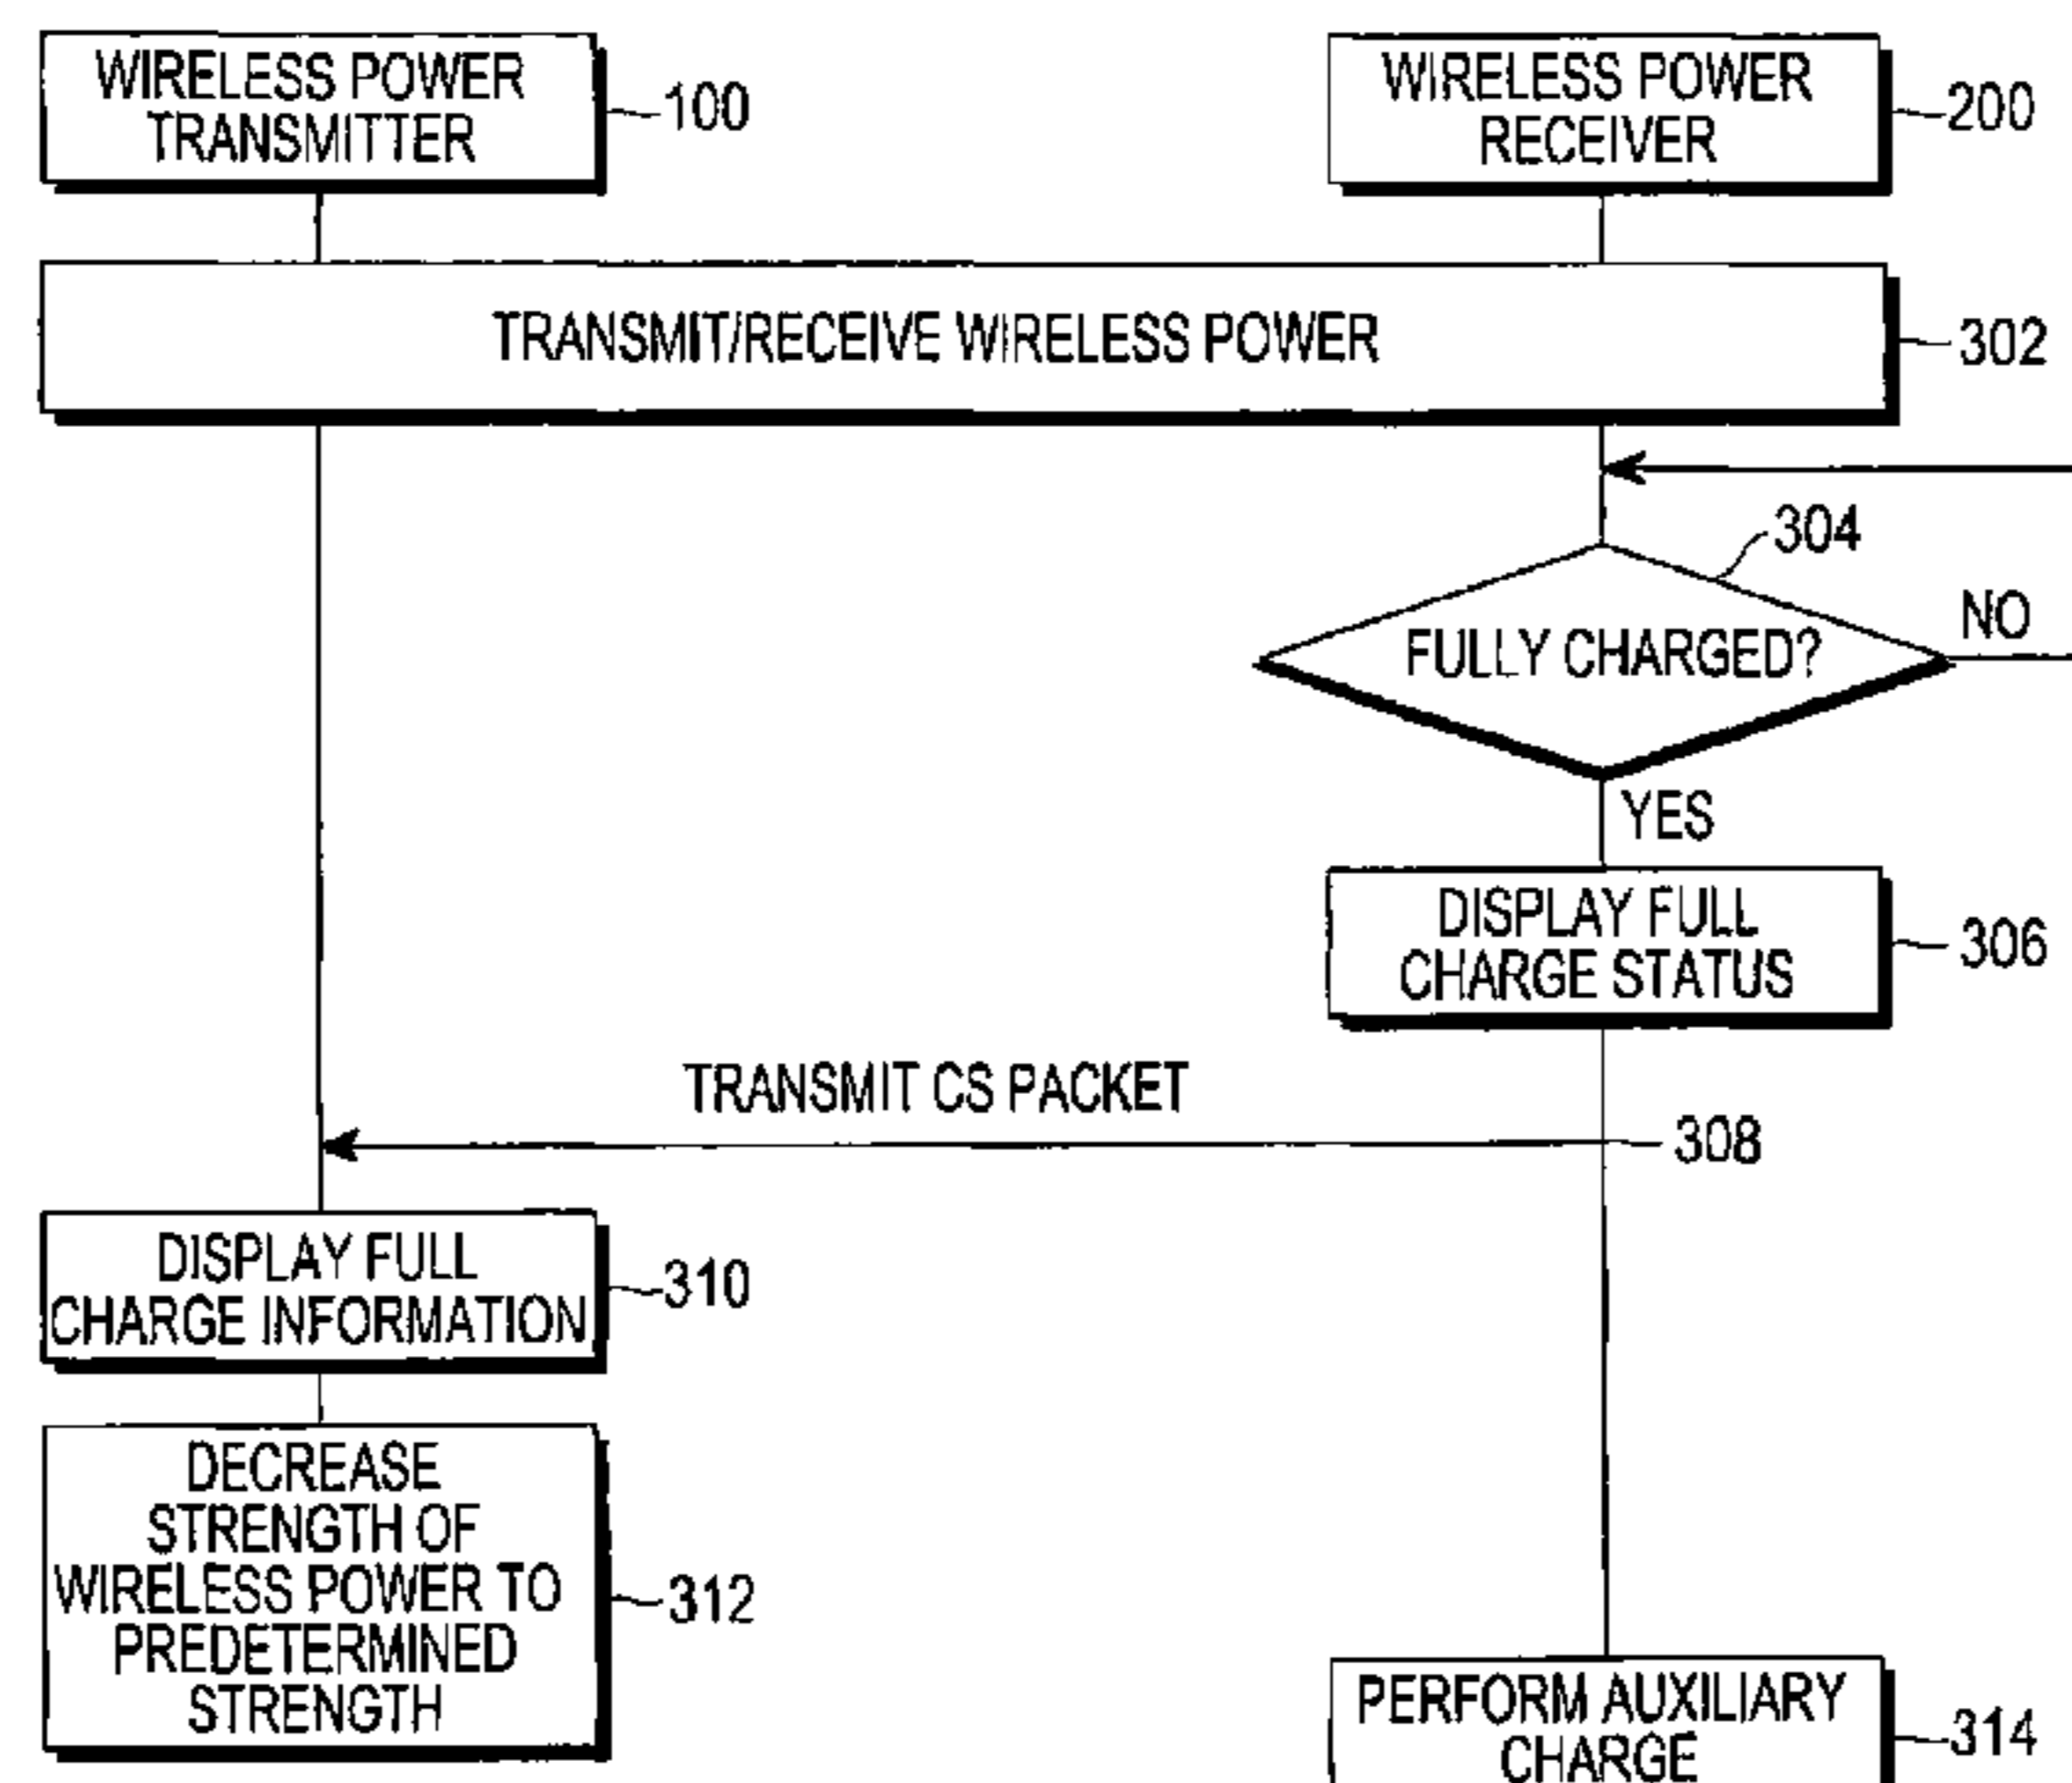 WIRELESS POWER
TRANSMITTER
100
WIRELESS POWER
RECEIVER
200
TRANSMIT/RECEIVE WIRELESS POWER
302
304
FULLY CHARGED?
NO
YES
DISPLAY FULL
CHARGE STATUS
306
TRANSMIT CS PACKET
308
DISPLAY FULL
CHARGE INFORMATION
310
DECREASE
STRENGTH OF
WIRELESS POWER TO
PREDETERMINED
STRENGTH
312
PERFORM AUXILIARY
CHARGE
314